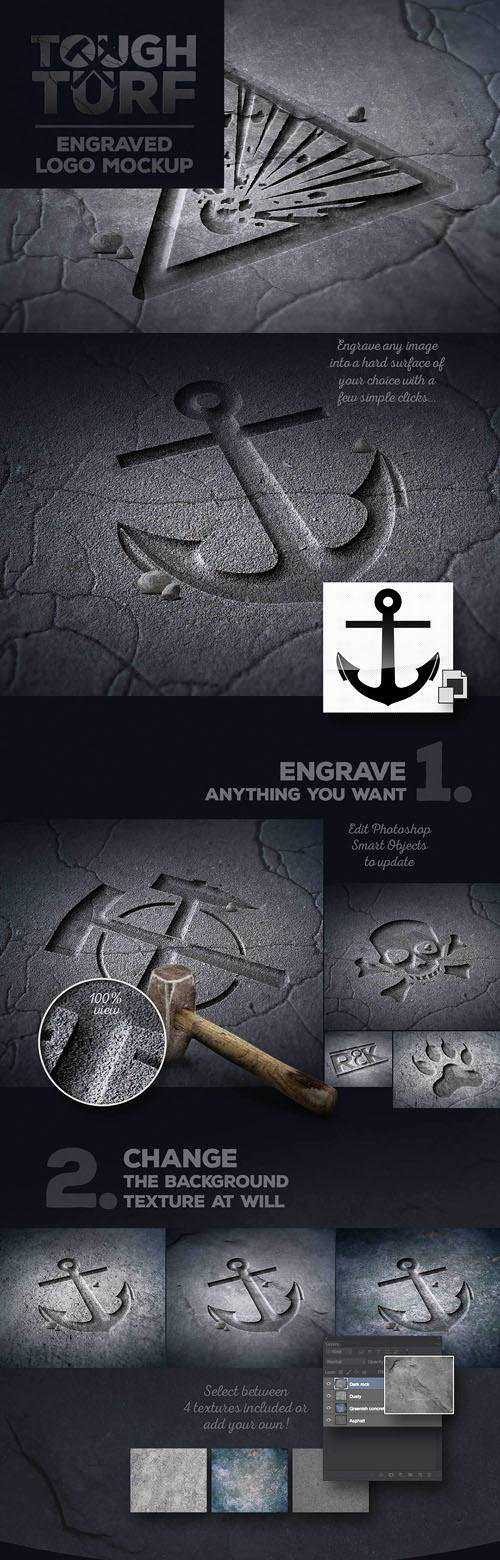 TOUGH
TURF
ENGRAVED
LOGO MOCKUP
Engrave any image
into a hard surface of
your choice with a
few simple clicks...
ENGRAVE
ANYTHING YOU WANT
1.
Edit Photoshop
Smart Objects
to update
100%
view
R&K
2.
CHANGE
THE BACKGROUND
TEXTURE AT WILL
Select between
4 textures included or
add your own!
Layers
Normal
Dark rock
Dusty
Greenish concrete
Asphalt